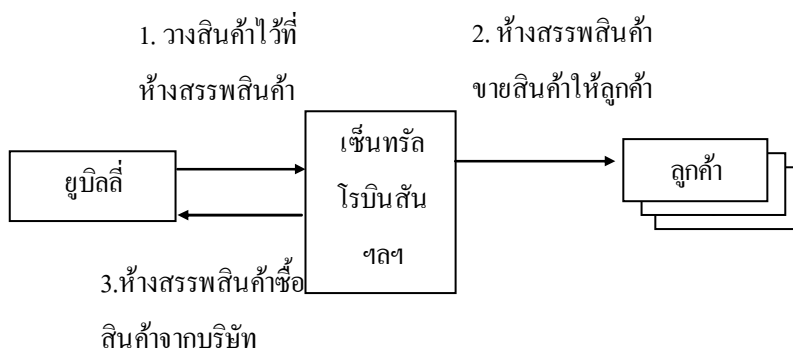 1. วางสินค้าไว้ที่
ห้างสรรพสินค้า
2. ห้างสรรพสินค้า
ขายสินค้าให้ลูกค้า
ยูบิลลี่
เซ็นทรัล
โรบินสัน
ฯลฯ
ลูกค้า
3.ห้างสรรพสินค้าซื้อ
สินค้าจากบริษัท